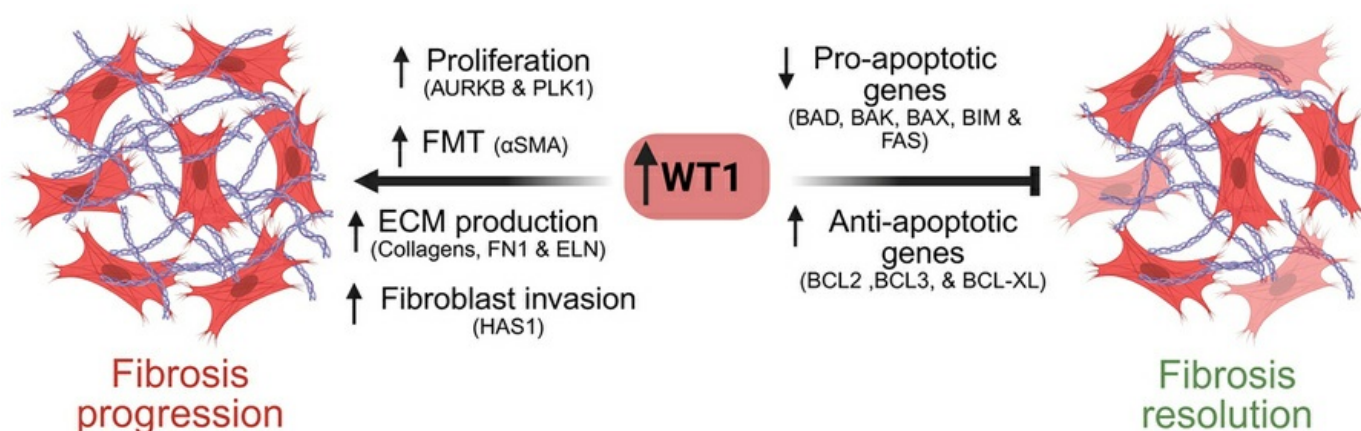 ↑ Proliferation
(AURKB & PLK1)
↑ FMT (αSMA)
↑ ECM production
(Collagens, FN1 & ELN)
↑ Fibroblast invasion
(HAS1)
↑WT1
↓ Pro-apoptotic
genes
(BAD, BAK, BAX, BIM &
FAS)
↑ Anti-apoptotic
genes
(BCL2 ,BCL3, & BCL-XL)
Fibrosis
progression
Fibrosis
resolution